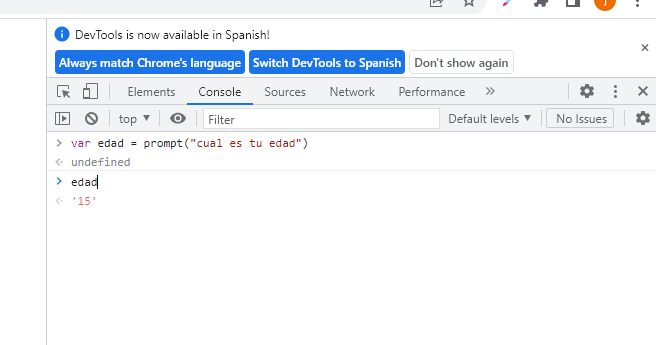 DevTools is now available in Spanish!
Always match Chrome's language Switch DevTools to Spanish Don't show again
Elements Console Sources Network Performance
top Filter Default levels No Issues
var edad = prompt("cual es tu edad")
undefined
edad
'15'